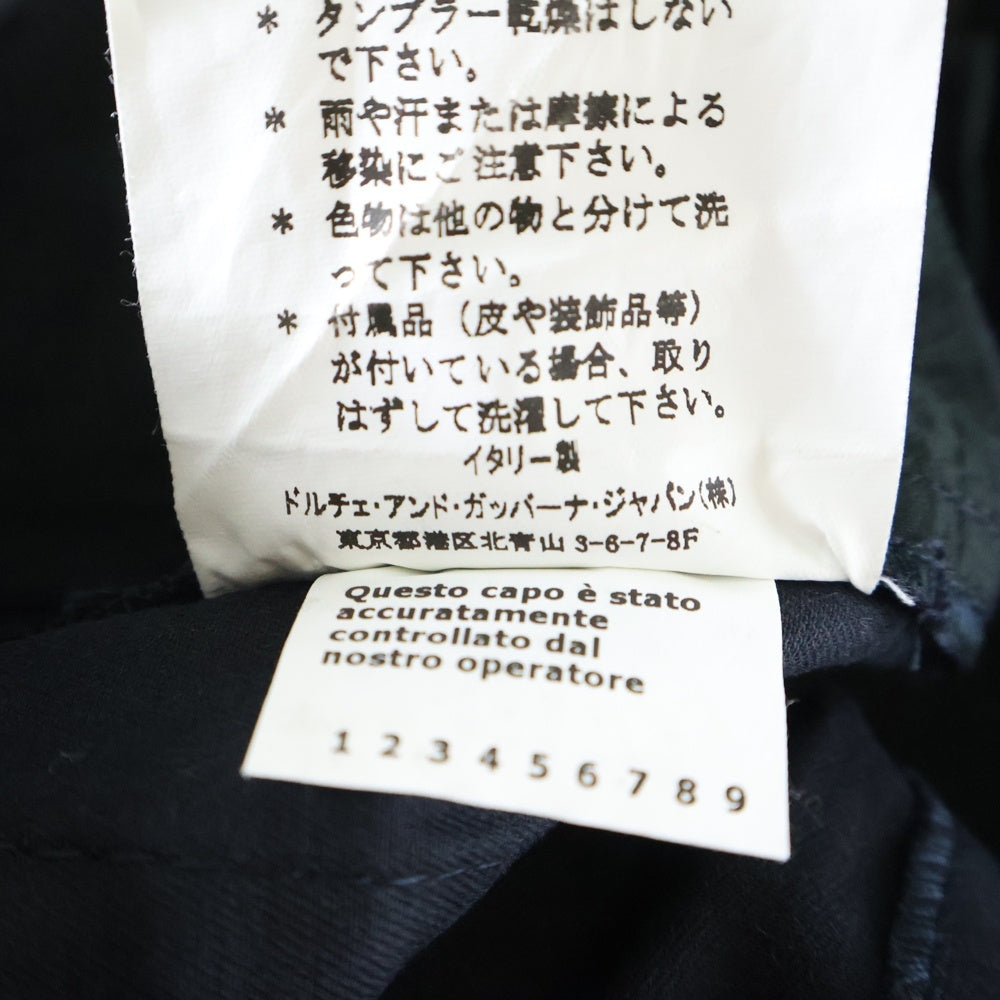 * タンブラー乾燥はしない
で下さい。
* 雨や汗または摩擦による
移染にご注意下さい。
* 色物は他の物と分けて洗
って下さい。
* 付属品（皮や装飾品等）
が付いている場合、取り
はずして洗濯して下さい。
イタリー製
ドルチェ・アンド・ガッバーナ・ジャパン(株)
東京都港区北青山 3-6-7-8F
Questo capo è stato
accuratamente
controllato dal
nostro operatore
1 2 3 4 5 6 7 8 9